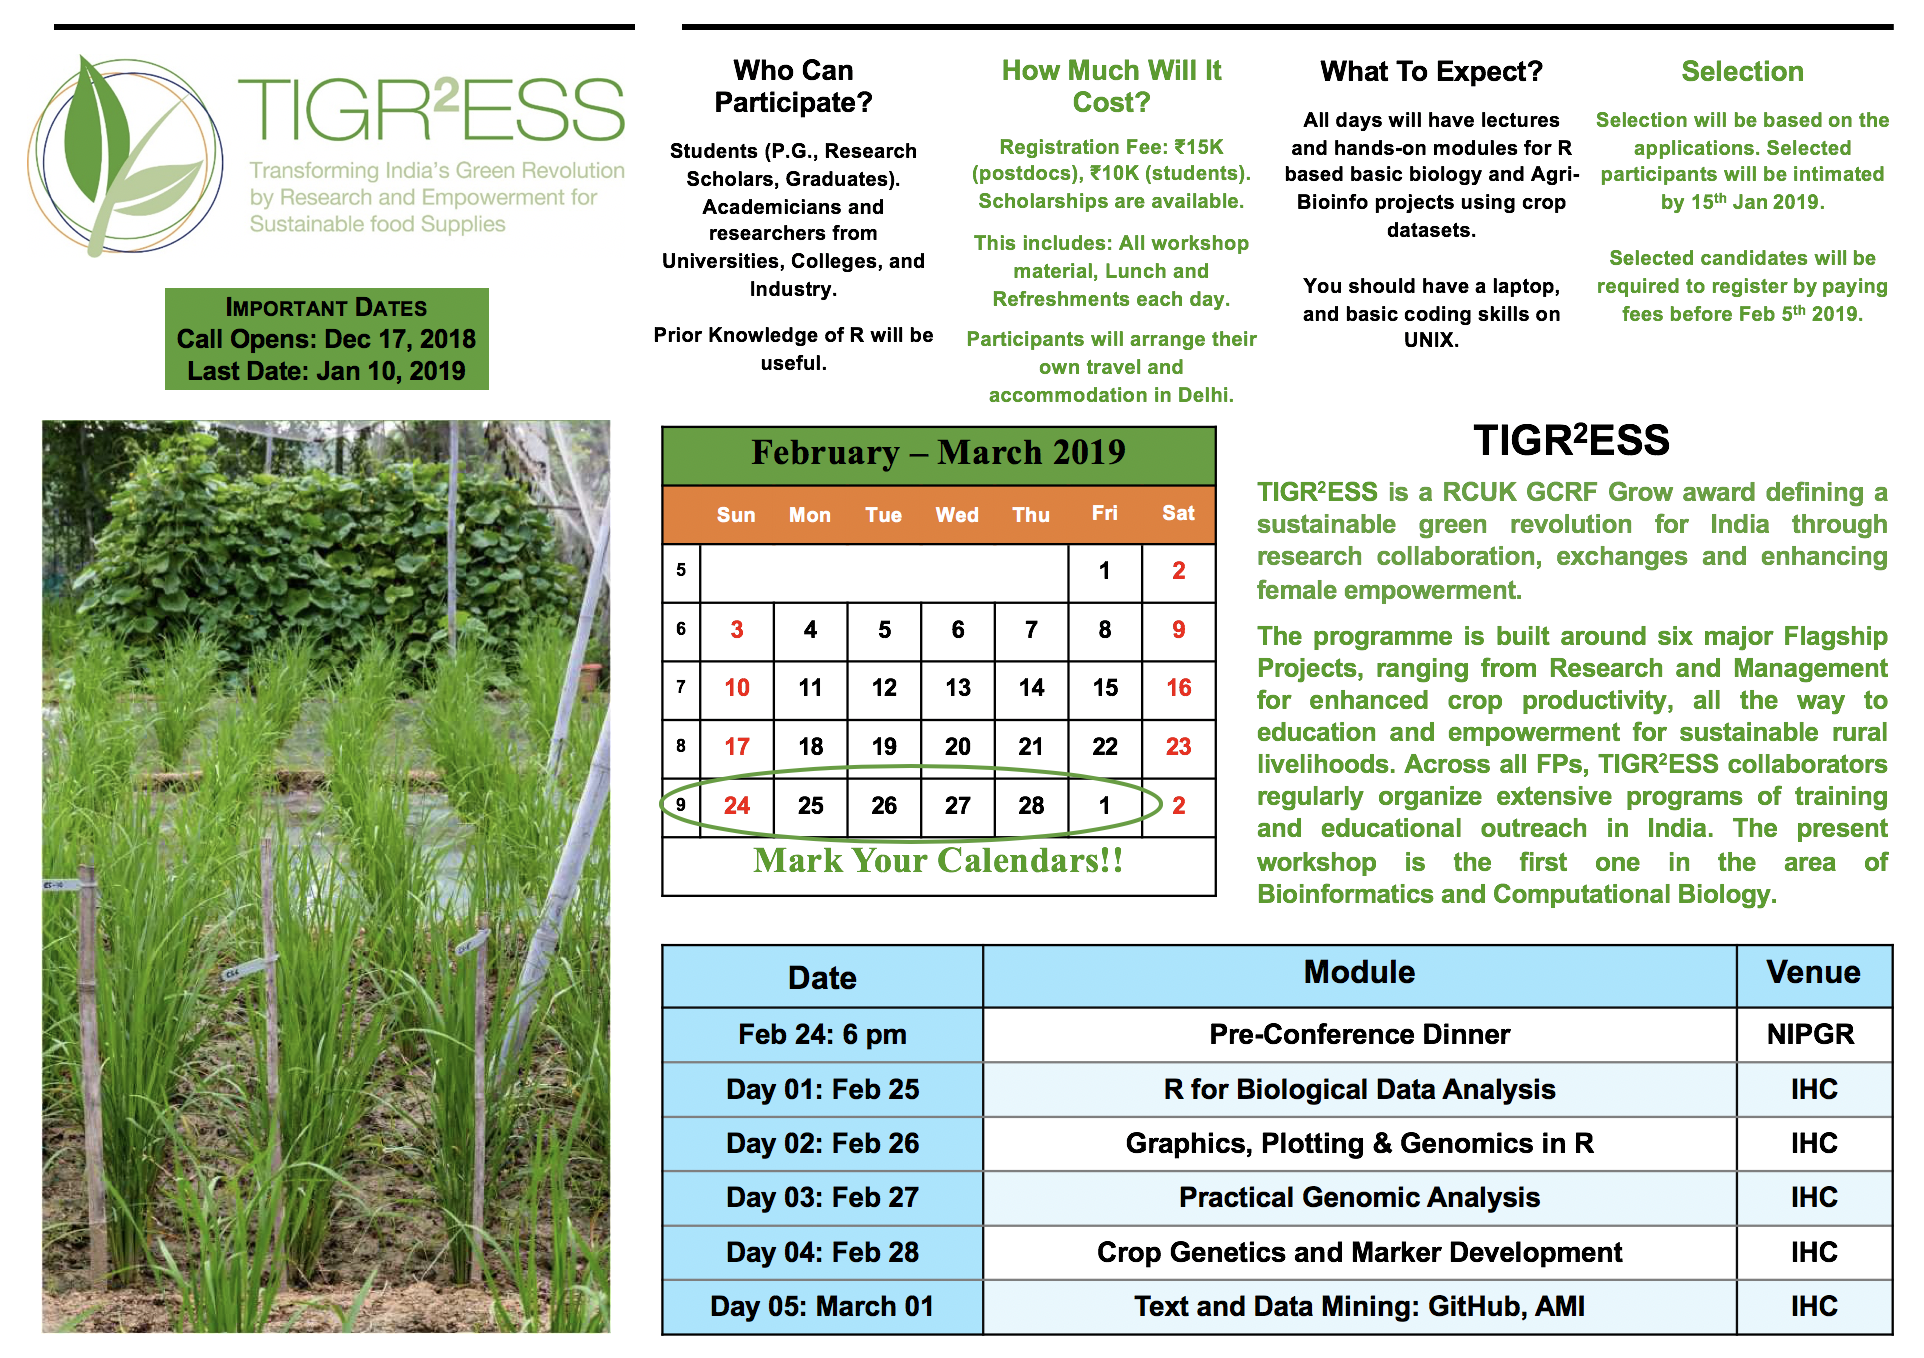 TIGR²ESS
Transforming India's Green Revolution
by Research and Empowerment for
Sustainable food Supplies
IMPORTANT DATES
Call Opens: Dec 17, 2018
Last Date: Jan 10, 2019
Who Can
Participate?
Students (P.G., Research
Scholars, Graduates).
Academicians and
researchers from
Universities, Colleges, and
Industry.
Prior Knowledge of R will be
useful.
How Much Will It
Cost?
Registration Fee: ₹15K
(postdocs), ₹10K (students).
Scholarships are available.
This includes: All workshop
material, Lunch and
Refreshments each day.
Participants will arrange their
own travel and
accommodation in Delhi.
What To Expect?
All days will have lectures
and hands-on modules for R
based basic biology and Agri-
Bioinfo projects using crop
datasets.
You should have a laptop,
and basic coding skills on
UNIX.
Selection
Selection will be based on the
applications. Selected
participants will be intimated
by 15th Jan 2019.
Selected candidates will be
required to register by paying
fees before Feb 5th 2019.
February – March 2019
Sun Mon Tue Wed Thu Fri Sat
5 1 2
6 3 4 5 6 7 8 9
7 10 11 12 13 14 15 16
8 17 18 19 20 21 22 23
9 24 25 26 27 28 1 2
Mark Your Calendars!!
TIGR²ESS
TIGR²ESS is a RCUK GCRF Grow award defining a
sustainable green revolution for India through
research collaboration, exchanges and enhancing
female empowerment.
The programme is built around six major Flagship
Projects, ranging from Research and Management
for enhanced crop productivity, all the way to
education and empowerment for sustainable rural
livelihoods. Across all FPs, TIGR²ESS collaborators
regularly organize extensive programs of training
and educational outreach in India. The present
workshop is the first one in the area of
Bioinformatics and Computational Biology.
Date Module Venue
Feb 24: 6 pm Pre-Conference Dinner NIPGR
Day 01: Feb 25 R for Biological Data Analysis IHC
Day 02: Feb 26 Graphics, Plotting & Genomics in R IHC
Day 03: Feb 27 Practical Genomic Analysis IHC
Day 04: Feb 28 Crop Genetics and Marker Development IHC
Day 05: March 01 Text and Data Mining: GitHub, AMI IHC